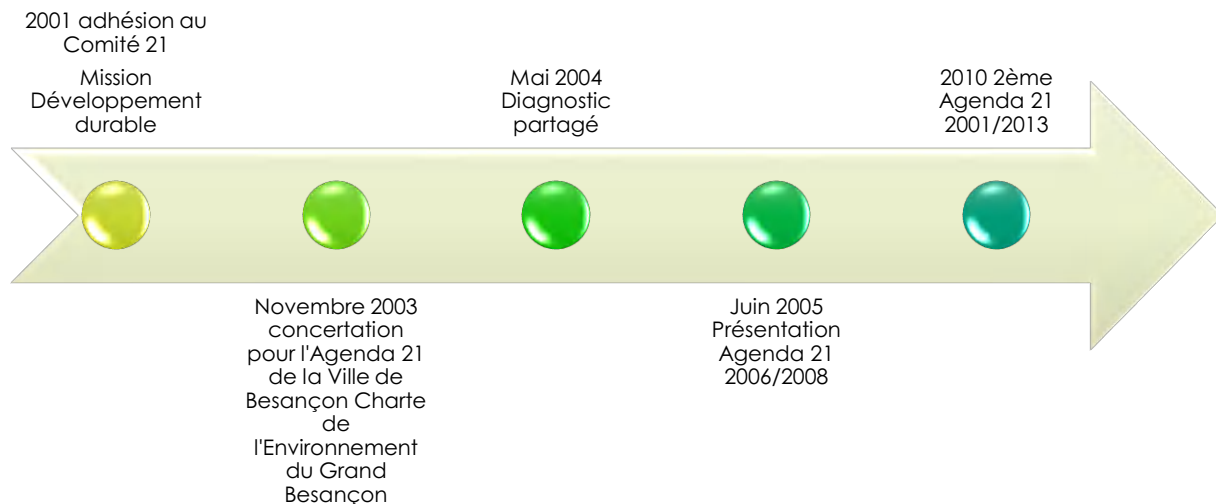 2001 adhésion au
Comité 21
Mission
Développement
durable
Novembre 2003
concertation
pour l'Agenda 21
de la Ville de
Besançon Charte
de
l'Environnement
du Grand
Besançon
Mai 2004
Diagnostic
partagé
Juin 2005
Présentation
Agenda 21
2006/2008
2010 2ème
Agenda 21
2001/2013